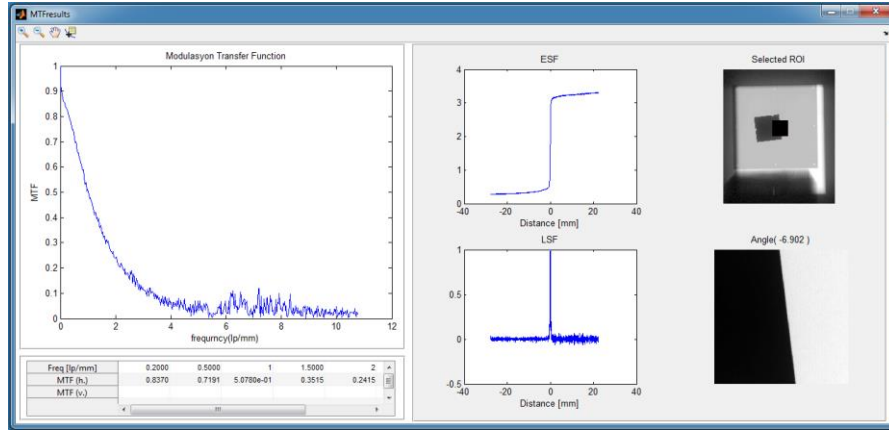 MTFresults
Modulasyon Transfer Function
1
0.9
0.8
0.7
0.6
0.5
0.4
0.3
0.2
0.1
0
MTF
0 2 4 6 8 10 12
frequrncy(lp/mm)
Freq [lp/mm] 0.2000 0.5000 1 1.5000 2
MTF (h.) 0.8370 0.7191 5.0780e-01 0.3515 0.2415
MTF (v.)
ESF
4
3
2
1
0
-40 -20 0 20 40
Distance [mm]
LSF
1
0.5
0
-0.5
-40 -20 0 20 40
Distance [mm]
Selected ROI
Angle( -6.902 )